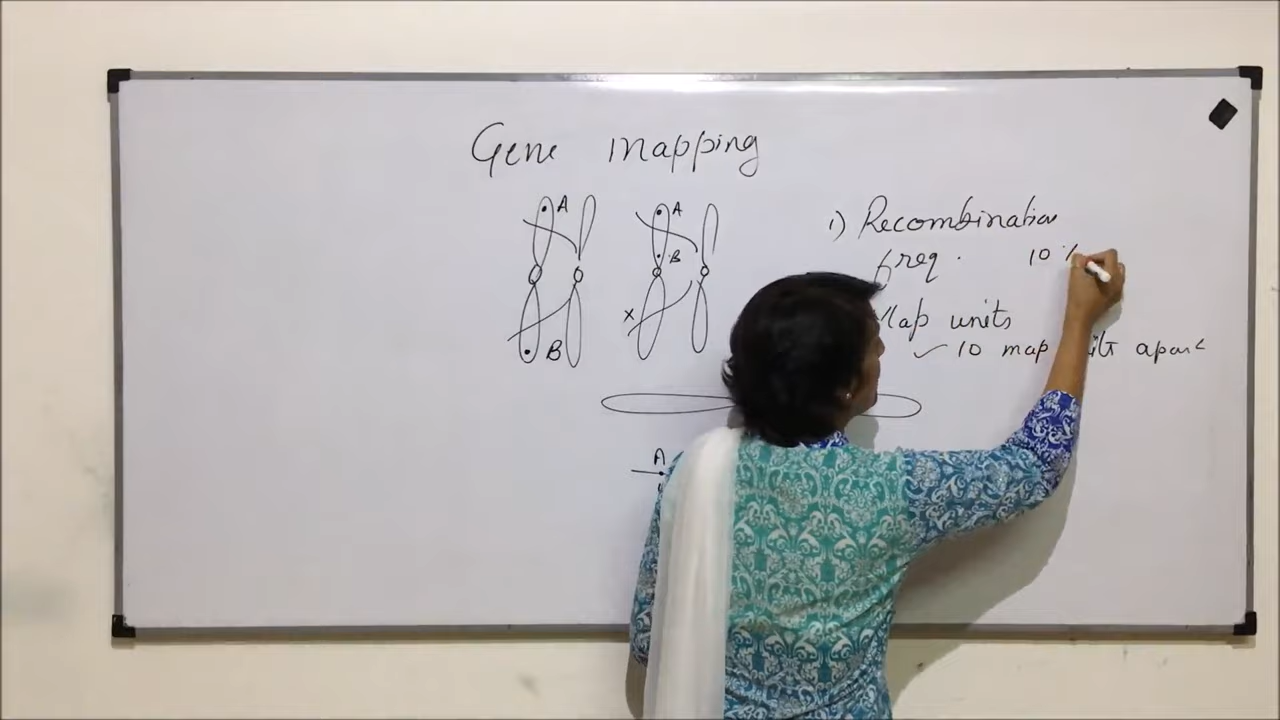 Gene mapping
A
B
A
B
x
1) Recombination
freq. 10 %
Map units
✓ 10 map units apart
A